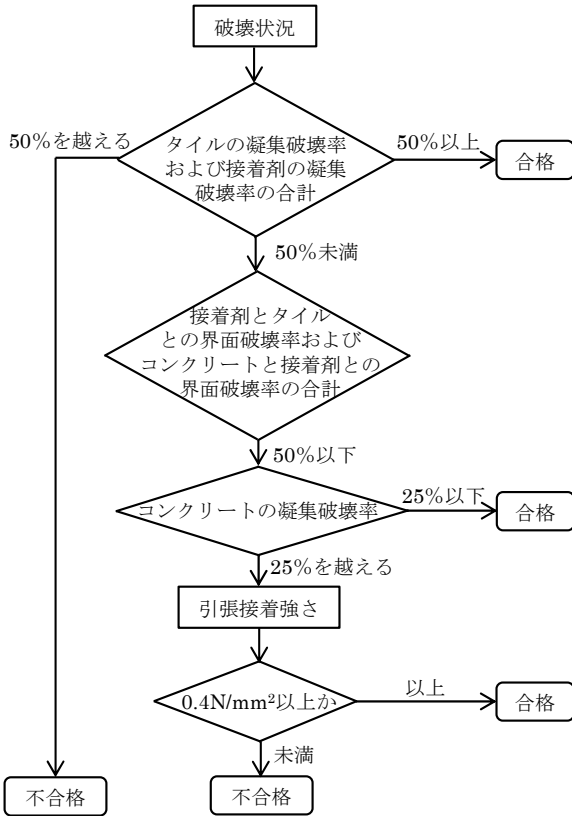 破壊状況
50%を越える
タイルの凝集破壊率
および接着剤の凝集
破壊率の合計
50%以上
合格
50%未満
接着剤とタイル
との界面破壊率および
コンクリートと接着剤との
界面破壊率の合計
50%以下
コンクリートの凝集破壊率
25%以下
合格
25%を越える
引張接着強さ
0.4N/mm²以上か
以上
合格
未満
不合格
不合格